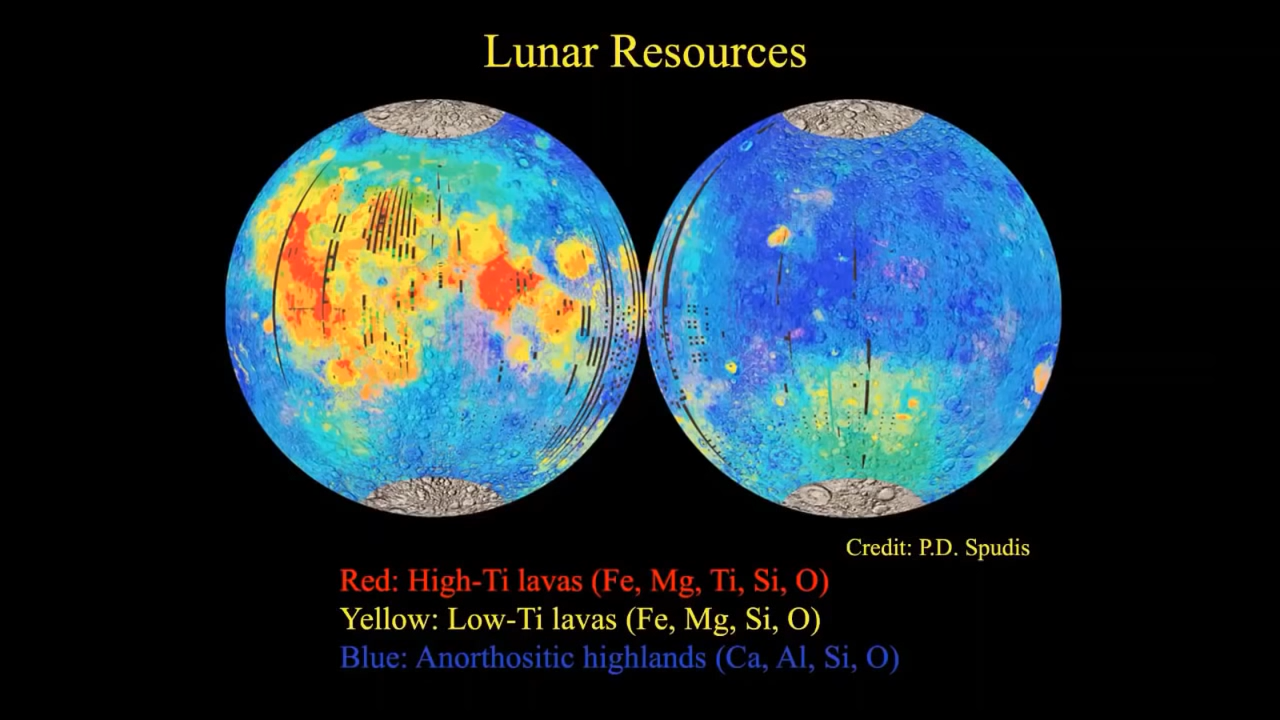 Lunar Resources
Credit: P.D. Spudis
Red: High-Ti lavas (Fe, Mg, Ti, Si, O)
Yellow: Low-Ti lavas (Fe, Mg, Si, O)
Blue: Anorthositic highlands (Ca, Al, Si, O)